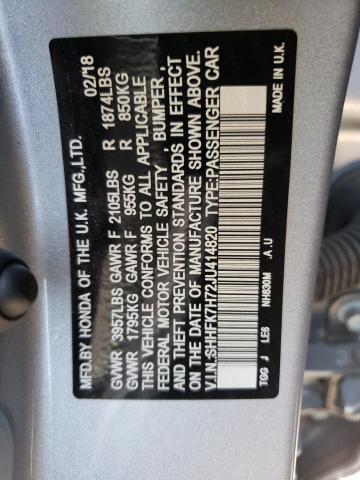 MFD.BY HONDA OF THE U.K. MFG.,LTD. 02/18
GVWR 3957LBS GAWR F 2105LBS R 1874LBS
GVWR 1795KG GAWR F 955KG R 850KG
THIS VEHICLE CONFORMS TO ALL APPLICABLE
FEDERAL MOTOR VEHICLE SAFETY, BUMPER,
AND THEFT PREVENTION STANDARDS IN EFFECT
ON THE DATE OF MANUFACTURE SHOWN ABOVE.
V.I.N.:SHHFK7H72JU414820 TYPE:PASSENGER CAR
TGG J LE6 NH830M .A .U MADE IN U.K.